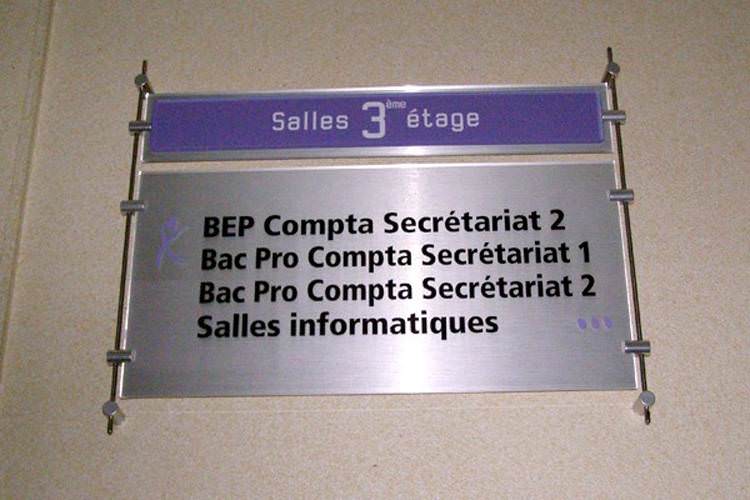 Salles 3ème étage
BEP Compta Secrétariat 2
Bac Pro Compta Secrétariat 1
Bac Pro Compta Secrétariat 2
Salles informatiques